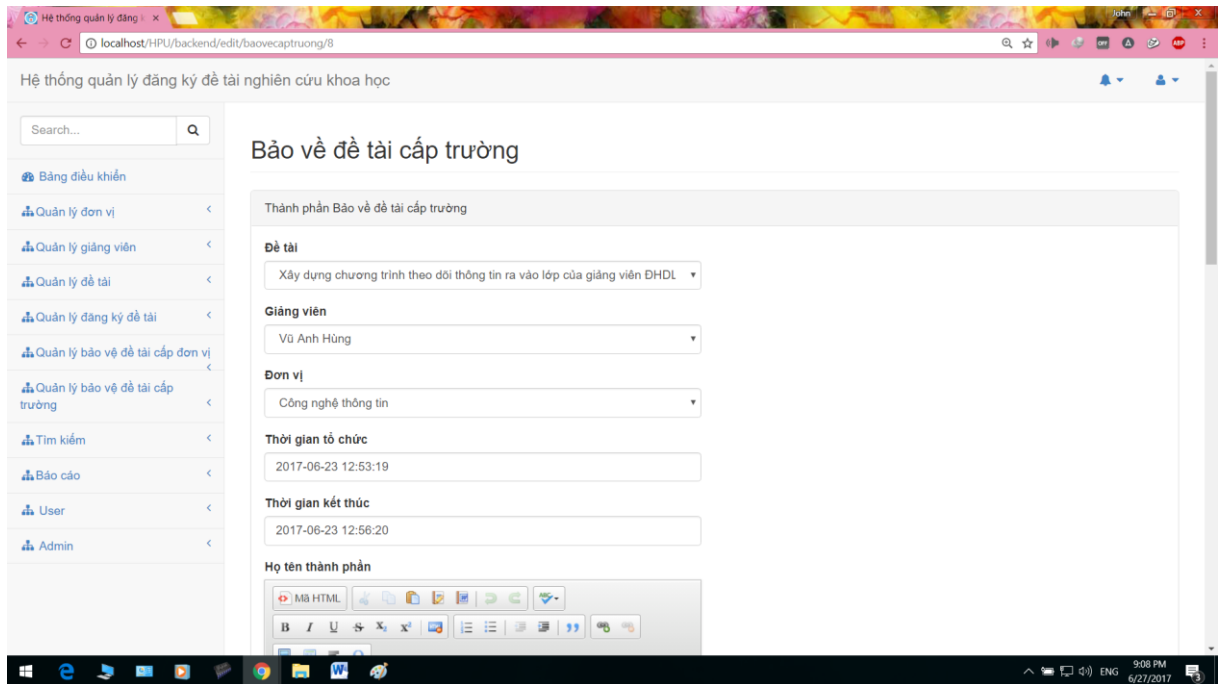 Hệ thống quản lý đăng k
John
localhost/HPU/backend/edit/baovecaptruong/8
Hệ thống quản lý đăng ký đề tài nghiên cứu khoa học
Search...
Bảng điều khiển
Quản lý đơn vị
Quản lý giảng viên
Quản lý đề tài
Quản lý đăng ký đề tài
Quản lý bảo vệ đề tài cấp đơn vị
Quản lý bảo vệ đề tài cấp
trường
Tìm kiếm
Báo cáo
User
Admin
Bảo về đề tài cấp trường
Thành phần Bảo về đề tài cấp trường
Đề tài
Xây dựng chương trình theo dõi thông tin ra vào lớp của giảng viên ĐHDL
Giảng viên
Vũ Anh Hùng
Đơn vị
Công nghệ thông tin
Thời gian tổ chức
2017-06-23 12:53:19
Thời gian kết thúc
2017-06-23 12:56:20
Họ tên thành phần
Mã HTML
B I U S X₂ x²
ENG
9:08 PM
6/27/2017